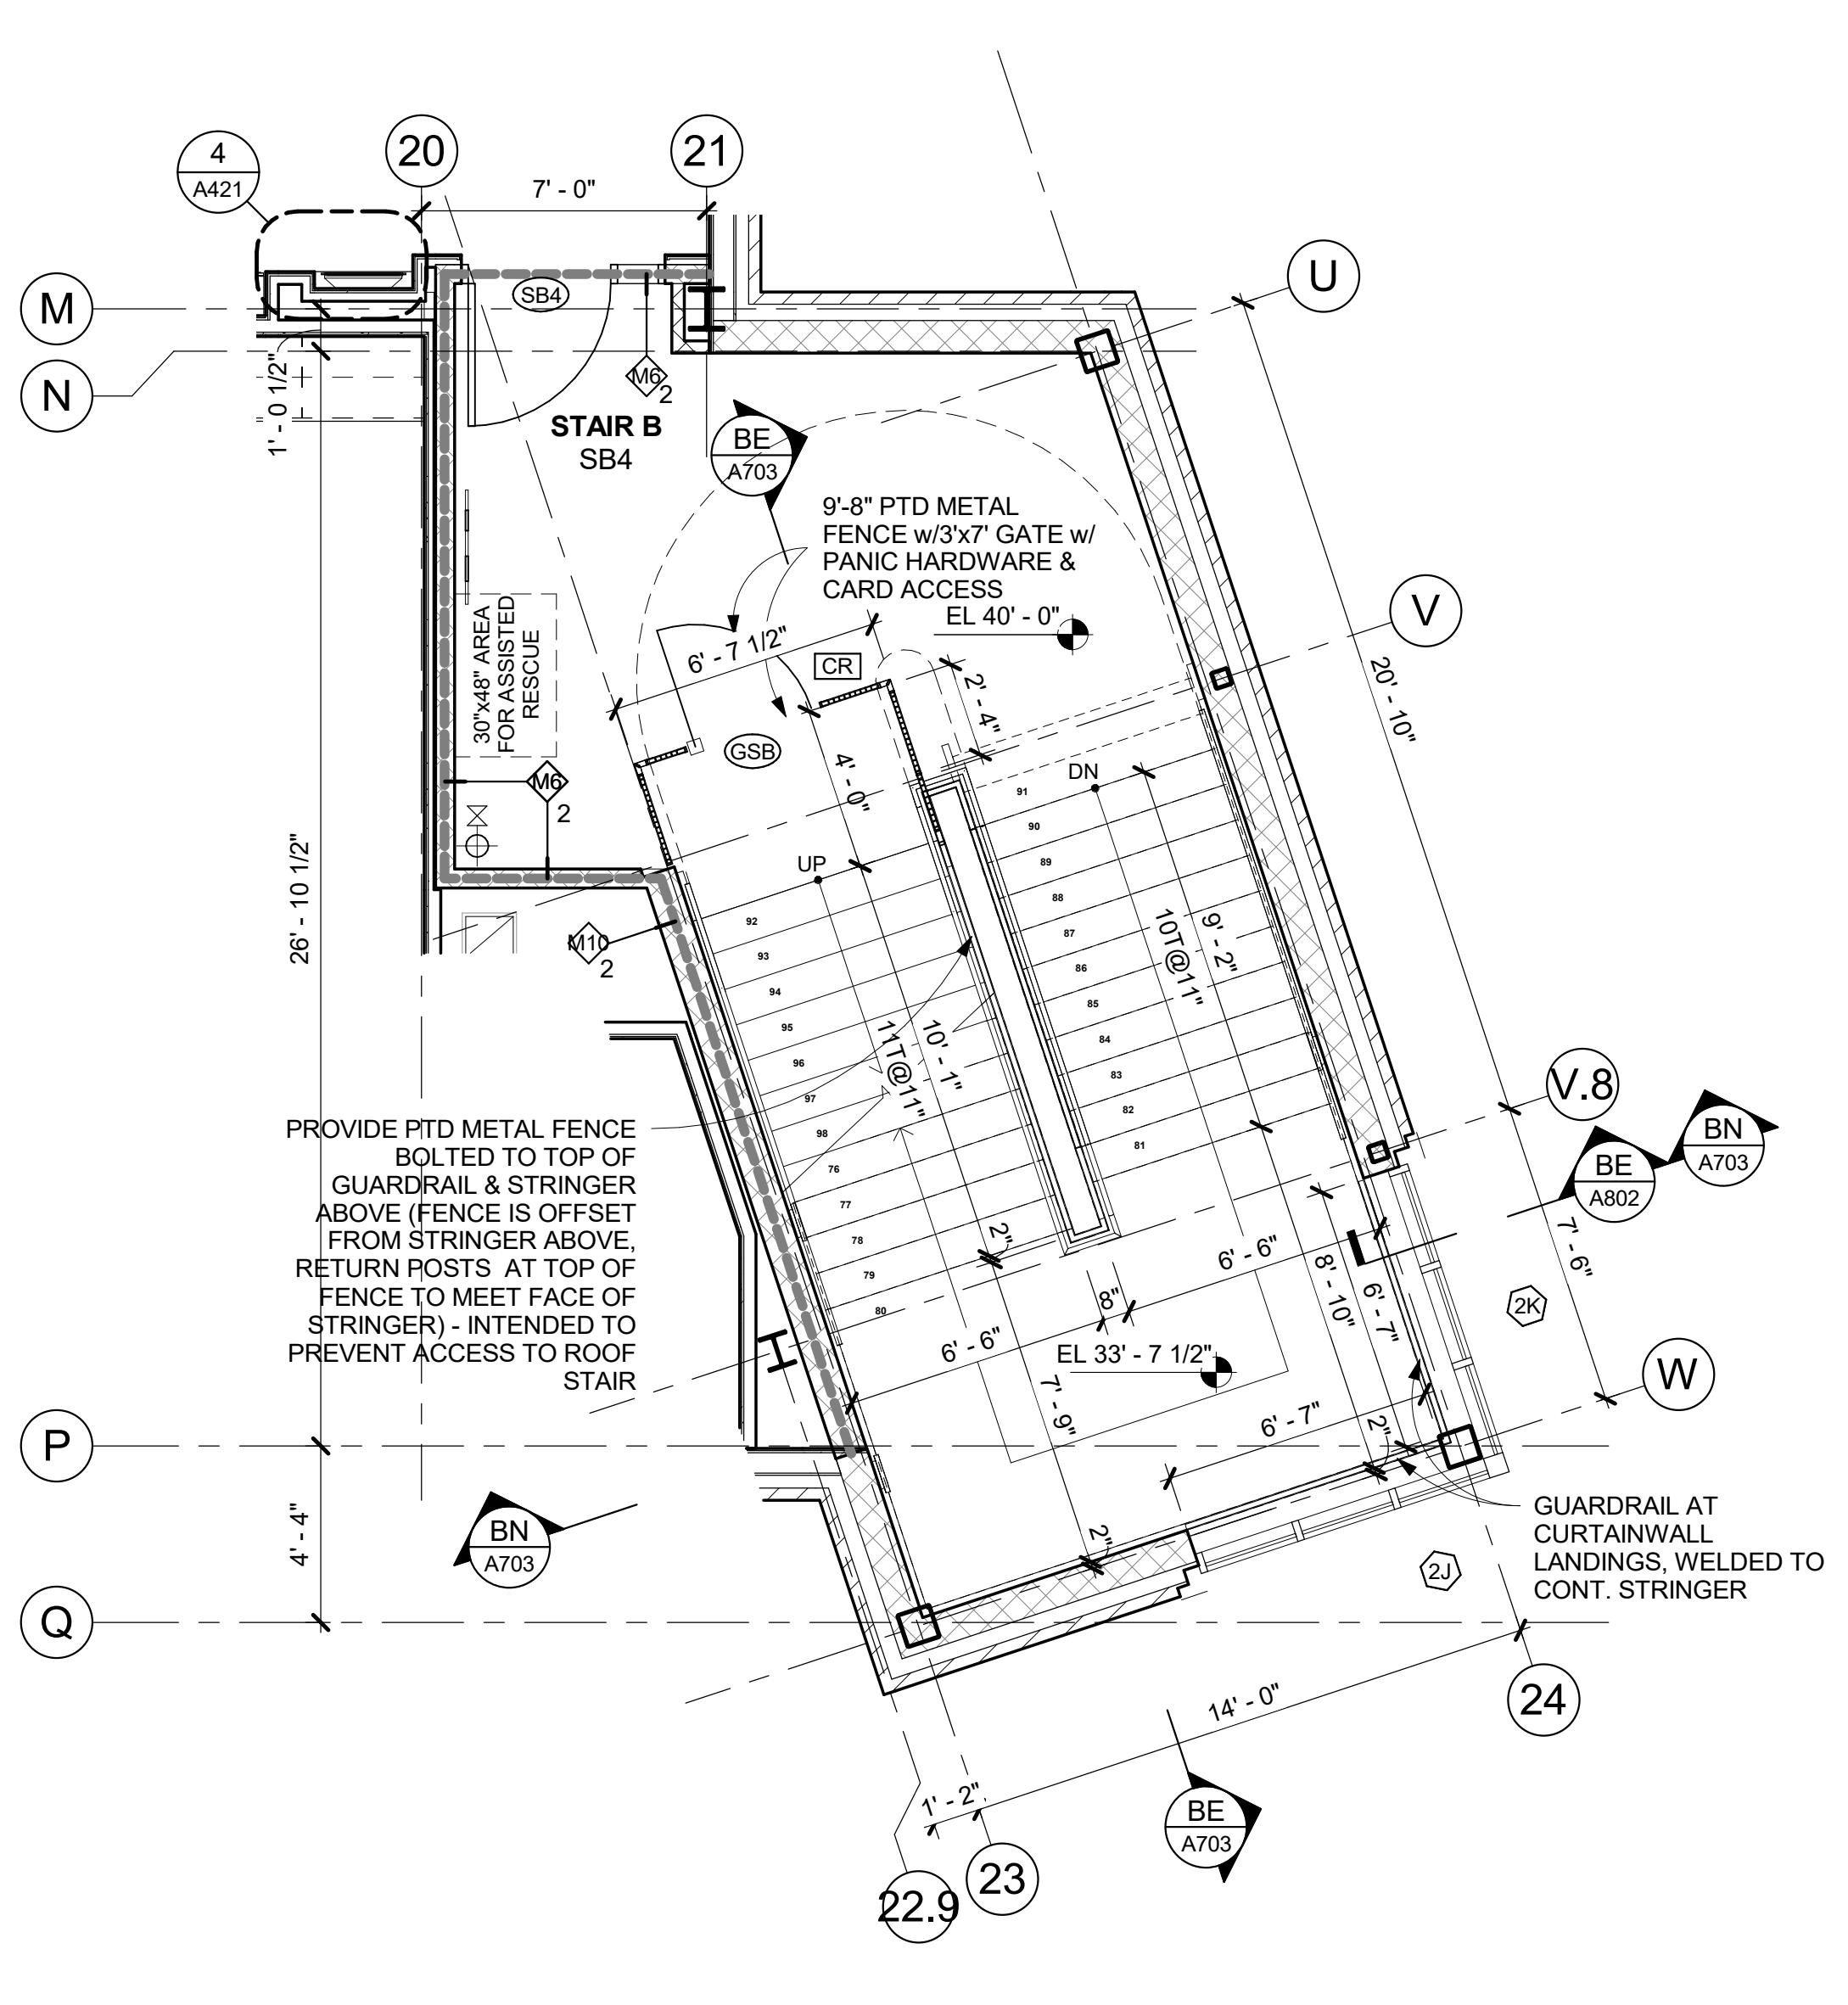 4
A421
20
21
7' - 0"
U
M
N
SB4
1' - 0 1/2"
M6
2
STAIR B
SB4
BE
A703
9'-8" PTD METAL
FENCE w/3'x7' GATE w/
PANIC HARDWARE &
CARD ACCESS
EL 40' - 0"
V
20' - 10"
30"x48" AREA
FOR ASSISTED
RESCUE
6' - 7 1/2"
CR
2' - 4"
GSB
4' - 0"
DN
M6
2
UP
91
90
89
88
87
86
85
84
83
82
81
10T@11"
9' - 2"
92
93
94
95
96
97
98
76
77
78
79
80
11T@11"
10' - 1"
M10
2
26' - 10 1/2"
V.8
BN
A703
BE
A802
PROVIDE PTD METAL FENCE
BOLTED TO TOP OF
GUARDRAIL & STRINGER
ABOVE (FENCE IS OFFSET
FROM STRINGER ABOVE,
RETURN POSTS AT TOP OF
FENCE TO MEET FACE OF
STRINGER) - INTENDED TO
PREVENT ACCESS TO ROOF
STAIR
2"
6' - 6"
8"
6' - 6"
8' - 10"
6' - 7"
7' - 6"
2K
EL 33' - 7 1/2"
W
7' - 9"
6' - 7"
2"
P
4' - 4"
BN
A703
2"
2J
GUARDRAIL AT
CURTAINWALL
LANDINGS, WELDED TO
CONT. STRINGER
Q
24
14' - 0"
1' - 2"
BE
A703
23
22.9